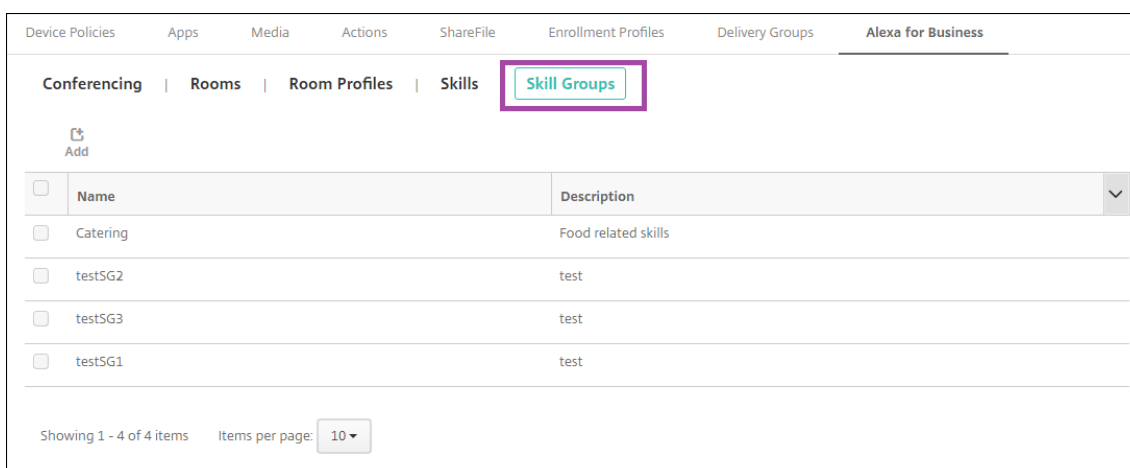 Device Policies Apps Media Actions ShareFile Enrollment Profiles Delivery Groups Alexa for Business
Conferencing | Rooms | Room Profiles | Skills Skill Groups
Add
Name Description
Catering Food related skills
testSG2 test
testSG3 test
testSG1 test
Showing 1 - 4 of 4 items Items per page: 10